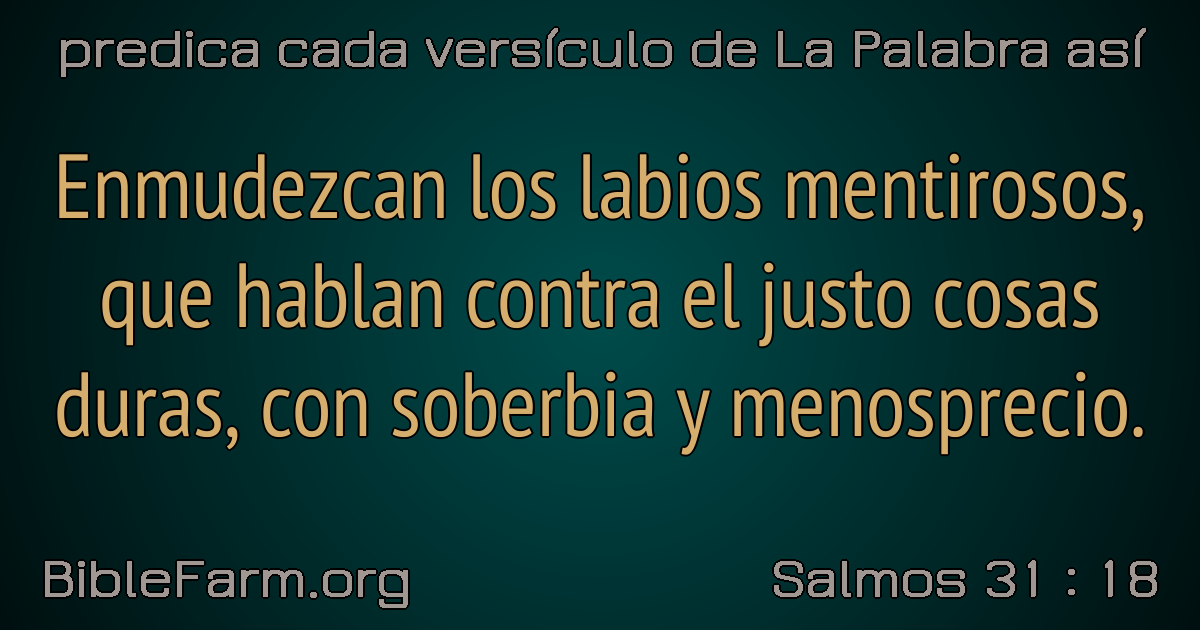 predica cada versículo de La Palabra así
Enmudezcan los labios mentirosos,
que hablan contra el justo cosas
duras, con soberbia y menosprecio.
BibleFarm.org
Salmos 31 : 18